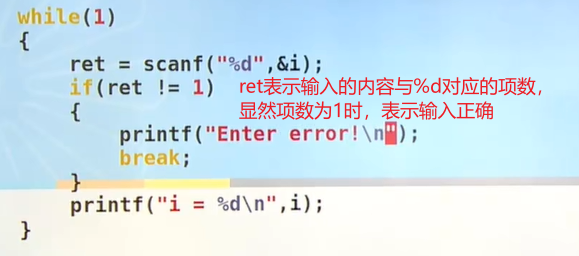 while(1)
{
ret = scanf("%d",&i);
if(ret != 1) ret表示输入的内容与%d对应的项数，
{ 显然项数为1时，表示输入正确
printf("Enter error!\n");
break;
}
printf("i = %d\n",i);
}